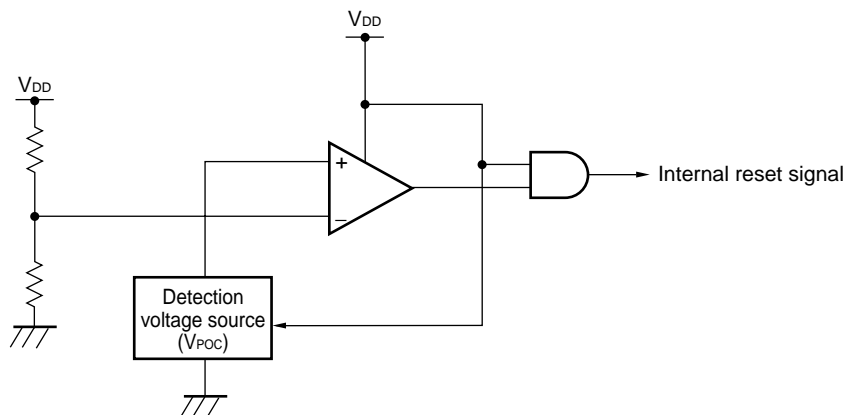 VDD
VDD
+
−
Internal reset signal
Detection
voltage source
(VPOC)